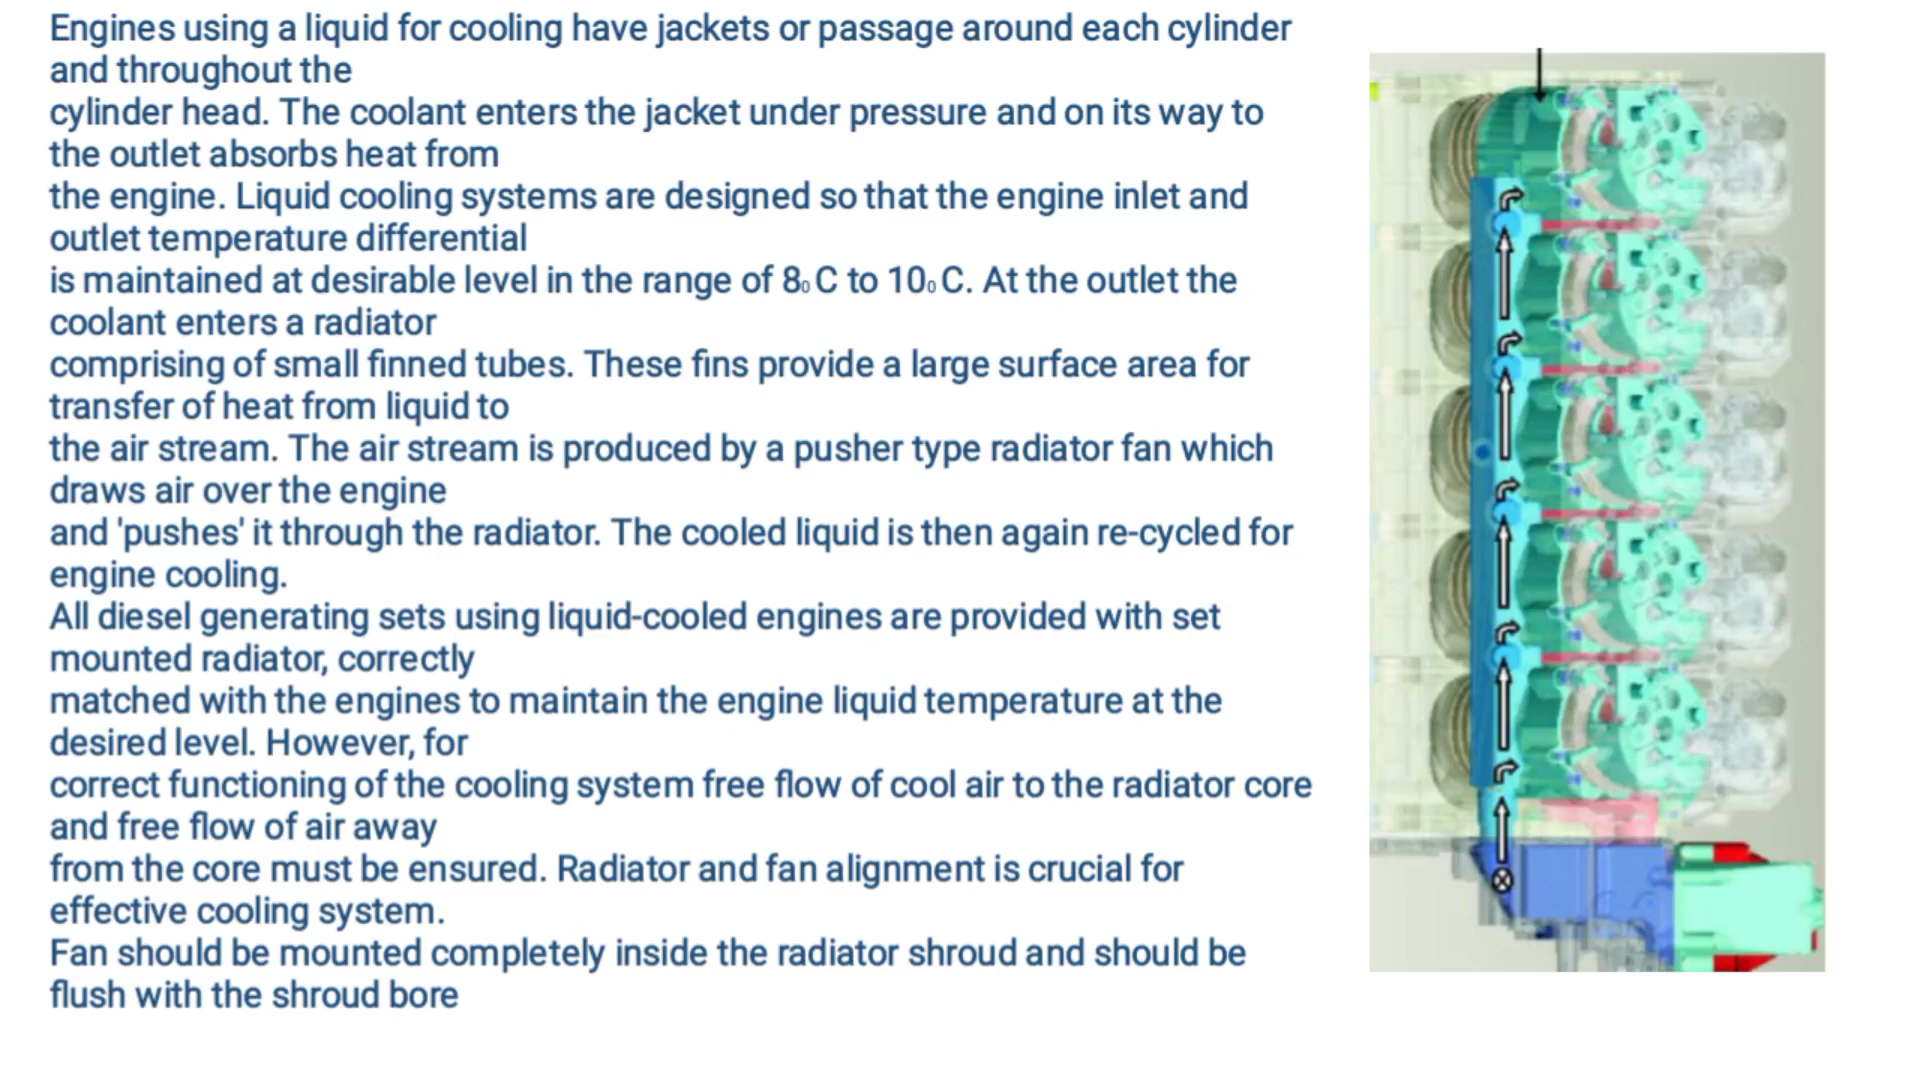 Engines using a liquid for cooling have jackets or passage around each cylinder
and throughout the
cylinder head. The coolant enters the jacket under pressure and on its way to
the outlet absorbs heat from
the engine. Liquid cooling systems are designed so that the engine inlet and
outlet temperature differential
is maintained at desirable level in the range of 8₀C to 10₀C. At the outlet the
coolant enters a radiator
comprising of small finned tubes. These fins provide a large surface area for
transfer of heat from liquid to
the air stream. The air stream is produced by a pusher type radiator fan which
draws air over the engine
and 'pushes' it through the radiator. The cooled liquid is then again re-cycled for
engine cooling.
All diesel generating sets using liquid-cooled engines are provided with set
mounted radiator, correctly
matched with the engines to maintain the engine liquid temperature at the
desired level. However, for
correct functioning of the cooling system free flow of cool air to the radiator core
and free flow of air away
from the core must be ensured. Radiator and fan alignment is crucial for
effective cooling system.
Fan should be mounted completely inside the radiator shroud and should be
flush with the shroud bore